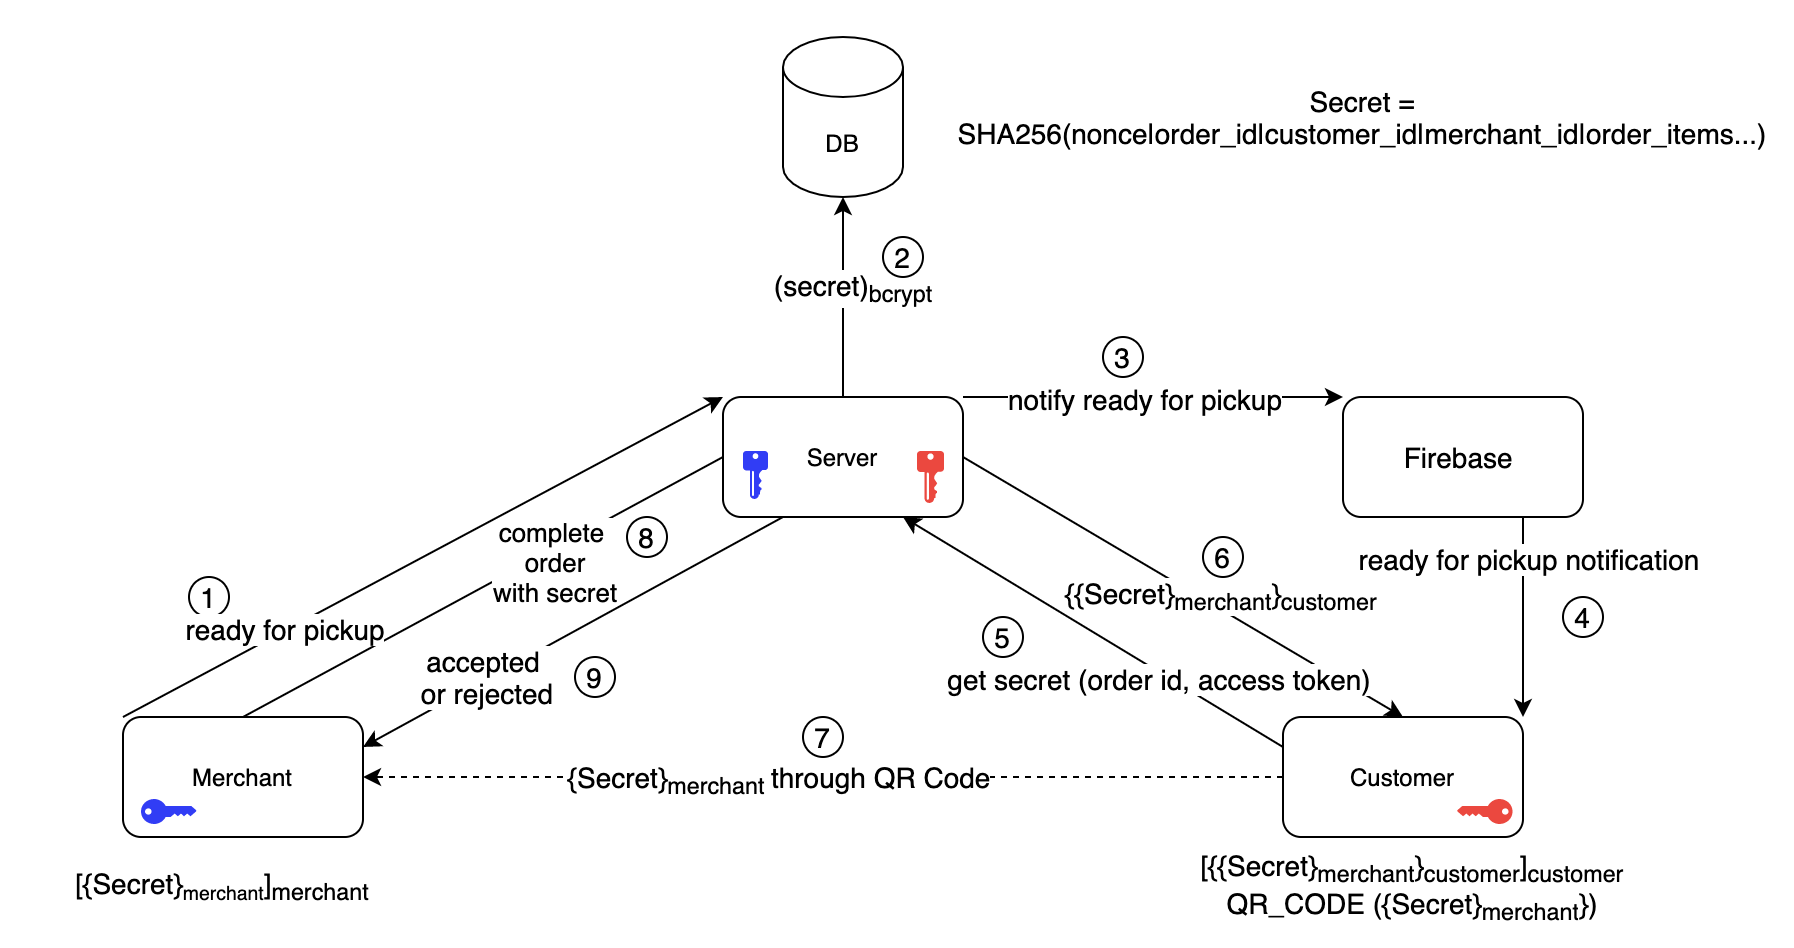 Secret =
SHA256(nonce|order_id|customer_id|merchant_id|order_items...)
DB
2
(secret)bcrypt
3
notify ready for pickup
Server
Firebase
complete
order
with secret
8
6
ready for pickup notification
1
ready for pickup
{{Secret}merchant}customer
4
5
accepted
or rejected
9
get secret (order id, access token)
7
Merchant
{Secret}merchant through QR Code
Customer
[{Secret}merchant]merchant
[{{Secret}merchant}customer]customer
QR_CODE ({Secret}merchant})